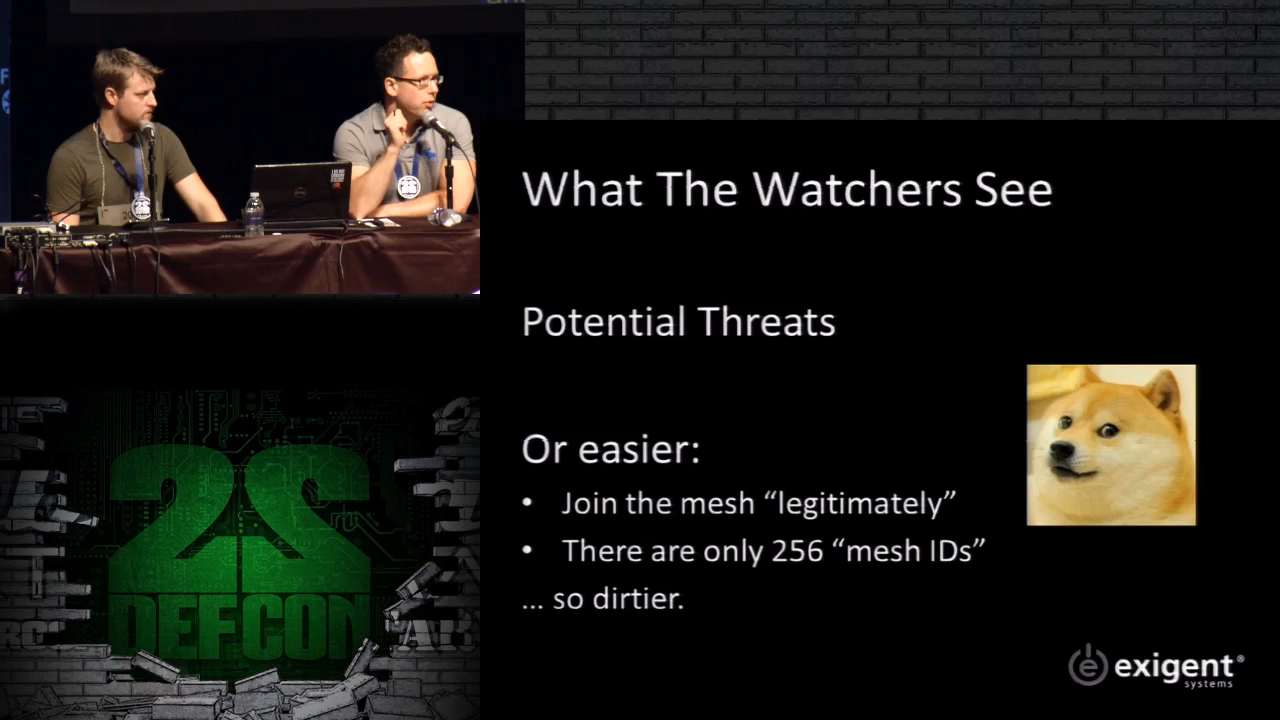 What The Watchers See
Potential Threats
Or easier:
• Join the mesh “legitimately”
• There are only 256 “mesh IDs”
... so dirtier.
exigent®
systems
22
DEFCON